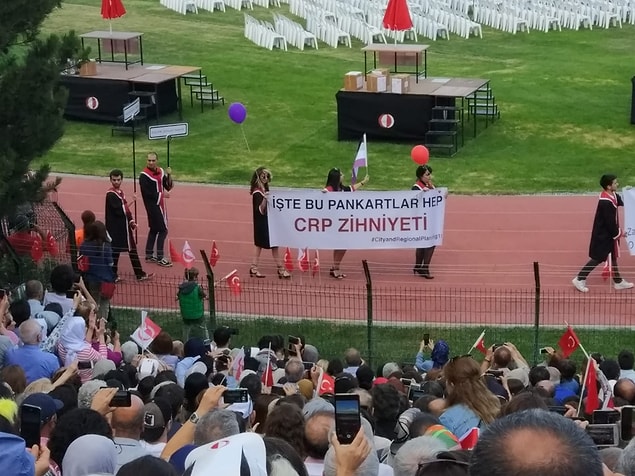 İŞTE BU PANKARTLAR HEP
CRP ZİHNİYETİ